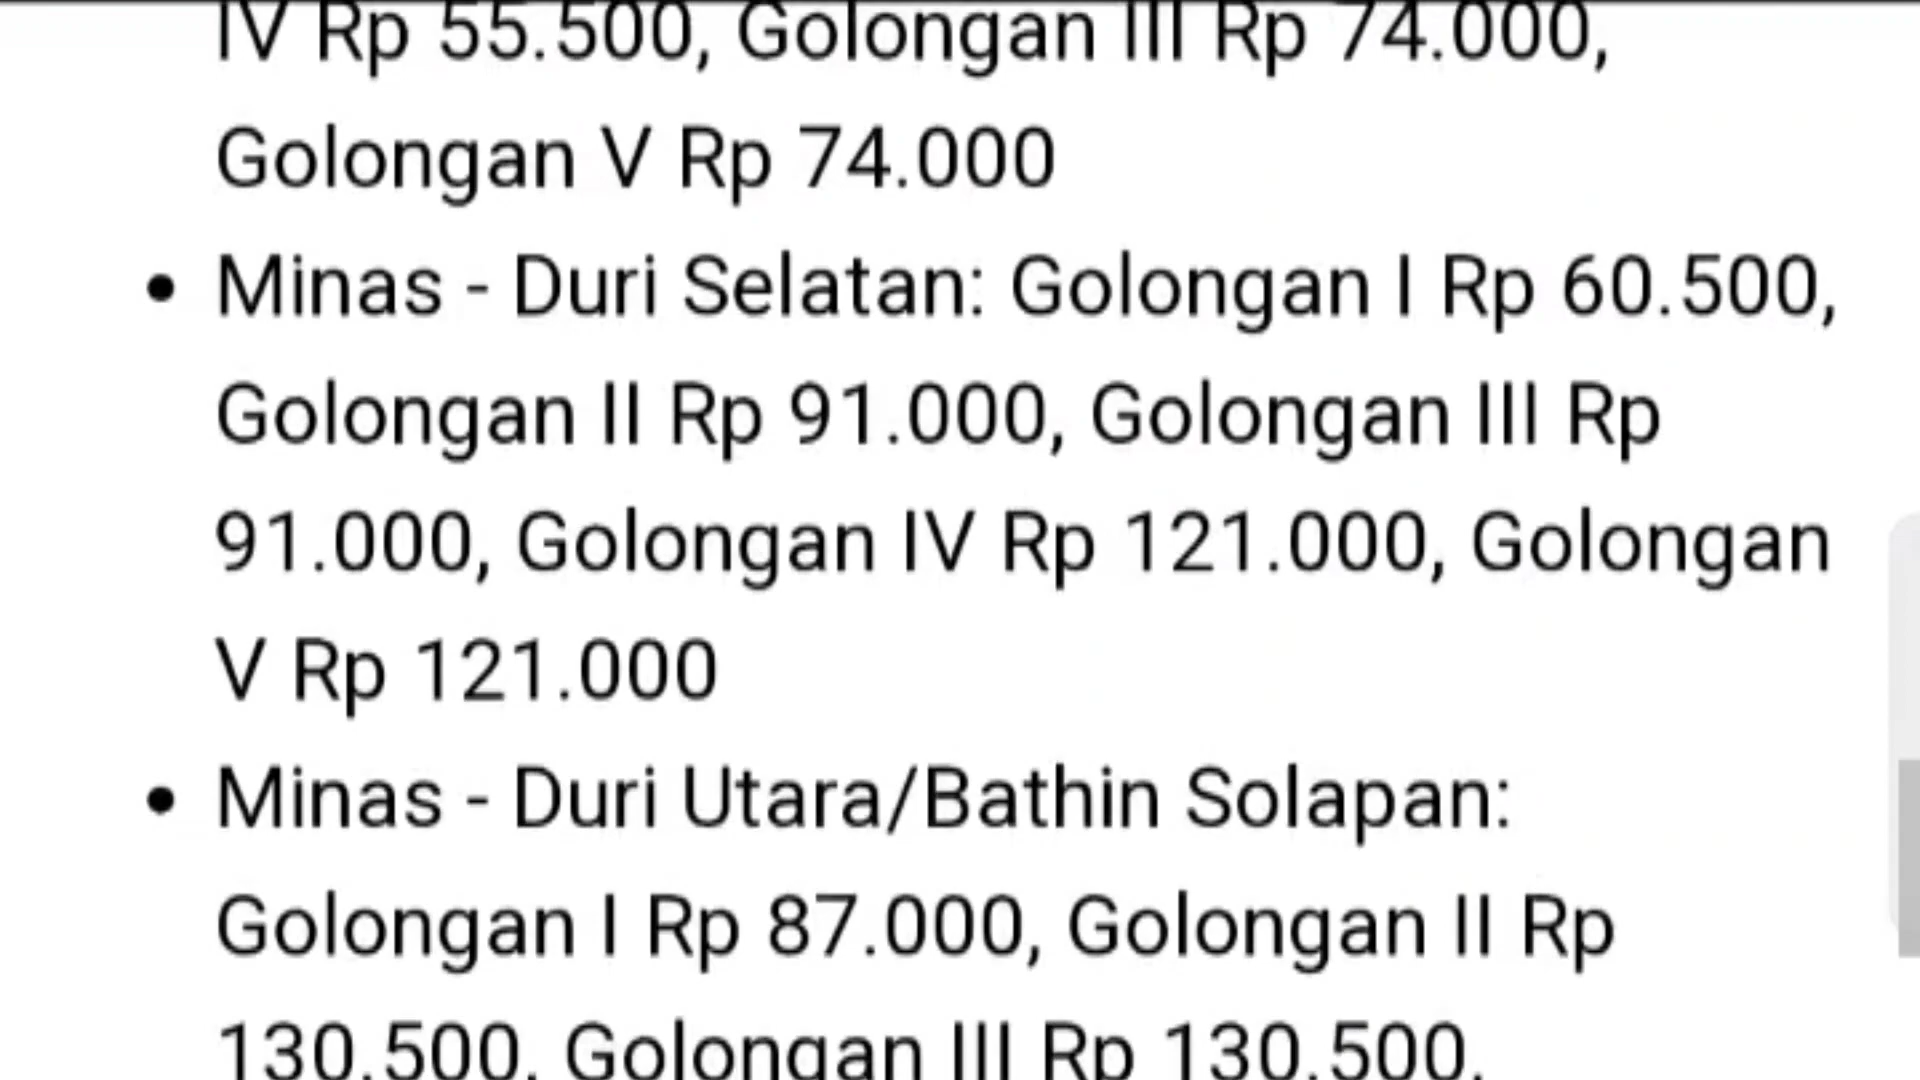 IV Rp 55.500, Golongan III Rp 74.000,
Golongan V Rp 74.000
• Minas - Duri Selatan: Golongan I Rp 60.500,
Golongan II Rp 91.000, Golongan III Rp
91.000, Golongan IV Rp 121.000, Golongan
V Rp 121.000
• Minas - Duri Utara/Bathin Solapan:
Golongan I Rp 87.000, Golongan II Rp
130.500, Golongan III Rp 130.500,